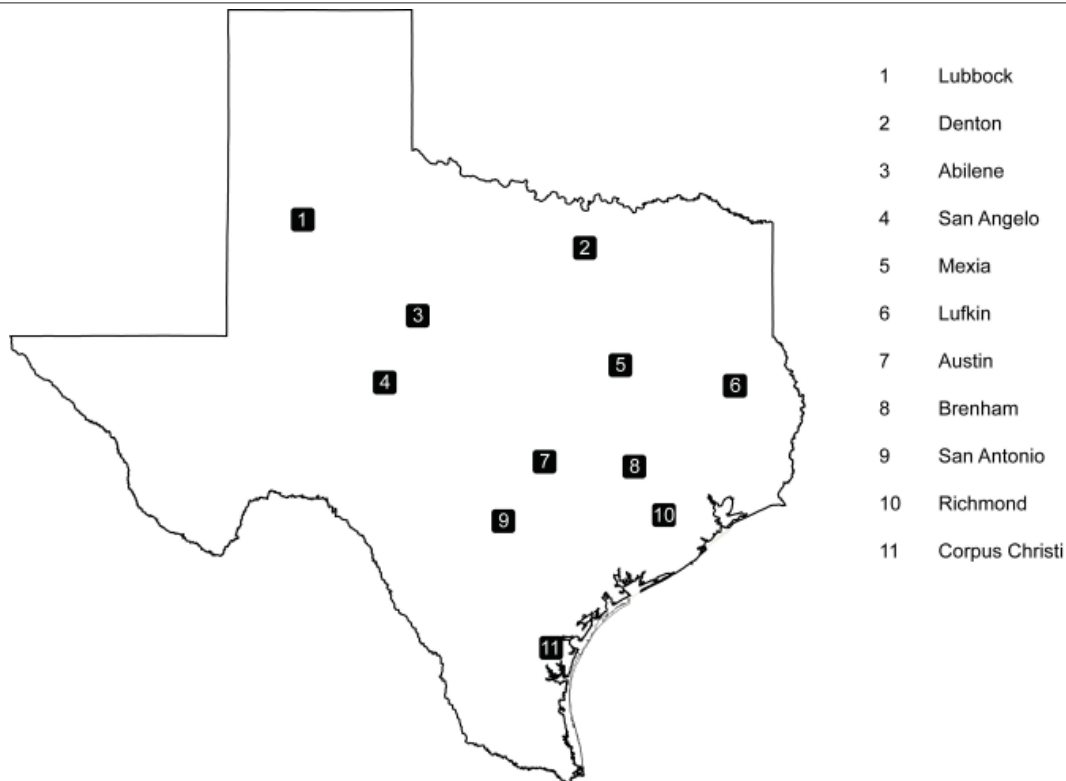 1 Lubbock
2 Denton
3 Abilene
4 San Angelo
5 Mexia
6 Lufkin
7 Austin
8 Brenham
9 San Antonio
10 Richmond
11 Corpus Christi
1
2
3
4
5
6
7
8
9
10
11